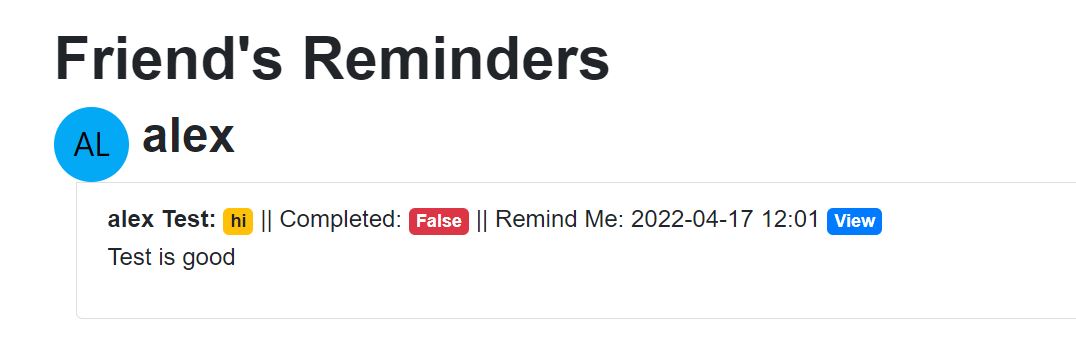 Friend's Reminders
AL alex
alex Test: hi || Completed: False || Remind Me: 2022-04-17 12:01 View
Test is good